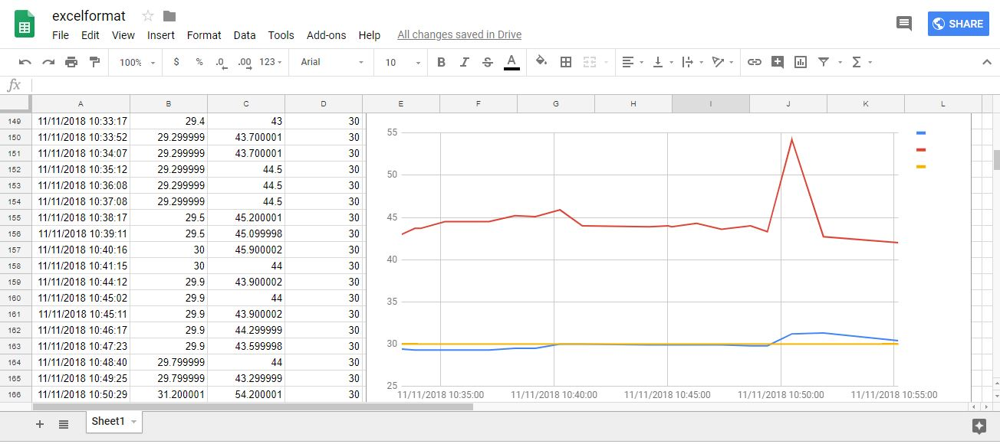 excelformat
File Edit View Insert Format Data Tools Add-ons Help All changes saved in Drive
SHARE
100% $ % .0 .00 123 Arial 10 B I S A Σ
fx
A B C D E F G H I J K L
149 11/11/2018 10:33:17 29.4 43 30
150 11/11/2018 10:33:52 29.299999 43.700001 30
151 11/11/2018 10:34:07 29.299999 43.700001 30
152 11/11/2018 10:35:12 29.299999 44.5 30
153 11/11/2018 10:36:08 29.299999 44.5 30
154 11/11/2018 10:37:08 29.299999 44.5 30
155 11/11/2018 10:38:17 29.5 45.200001 30
156 11/11/2018 10:39:11 29.5 45.099998 30
157 11/11/2018 10:40:16 30 45.900002 30
158 11/11/2018 10:41:15 30 44 30
159 11/11/2018 10:44:12 29.9 43.900002 30
160 11/11/2018 10:45:02 29.9 44 30
161 11/11/2018 10:45:11 29.9 43.900002 30
162 11/11/2018 10:46:17 29.9 44.299999 30
163 11/11/2018 10:47:23 29.9 43.599998 30
164 11/11/2018 10:48:40 29.799999 44 30
165 11/11/2018 10:49:25 29.799999 43.299999 30
166 11/11/2018 10:50:29 31.200001 54.200001 30
55
50
45
40
35
30
25
11/11/2018 10:35:00 11/11/2018 10:40:00 11/11/2018 10:45:00 11/11/2018 10:50:00 11/11/2018 10:55:00
Sheet1